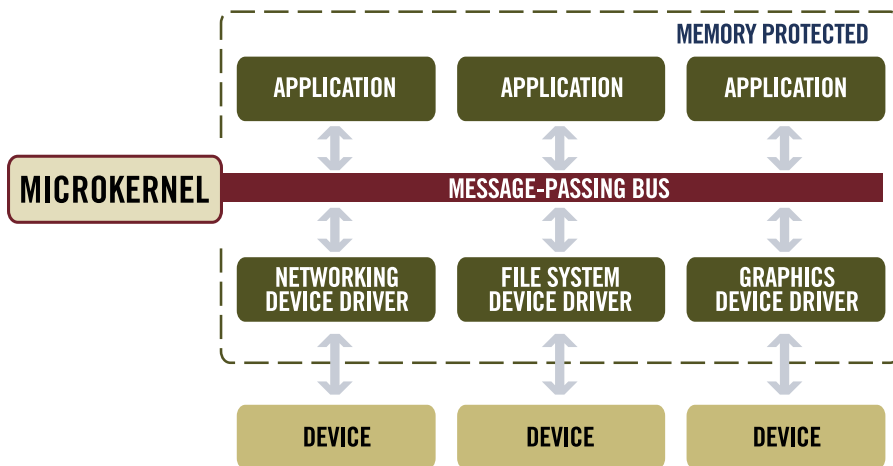 MEMORY PROTECTED
APPLICATION
APPLICATION
APPLICATION
MICROKERNEL
MESSAGE-PASSING BUS
NETWORKING
DEVICE DRIVER
FILE SYSTEM
DEVICE DRIVER
GRAPHICS
DEVICE DRIVER
DEVICE
DEVICE
DEVICE